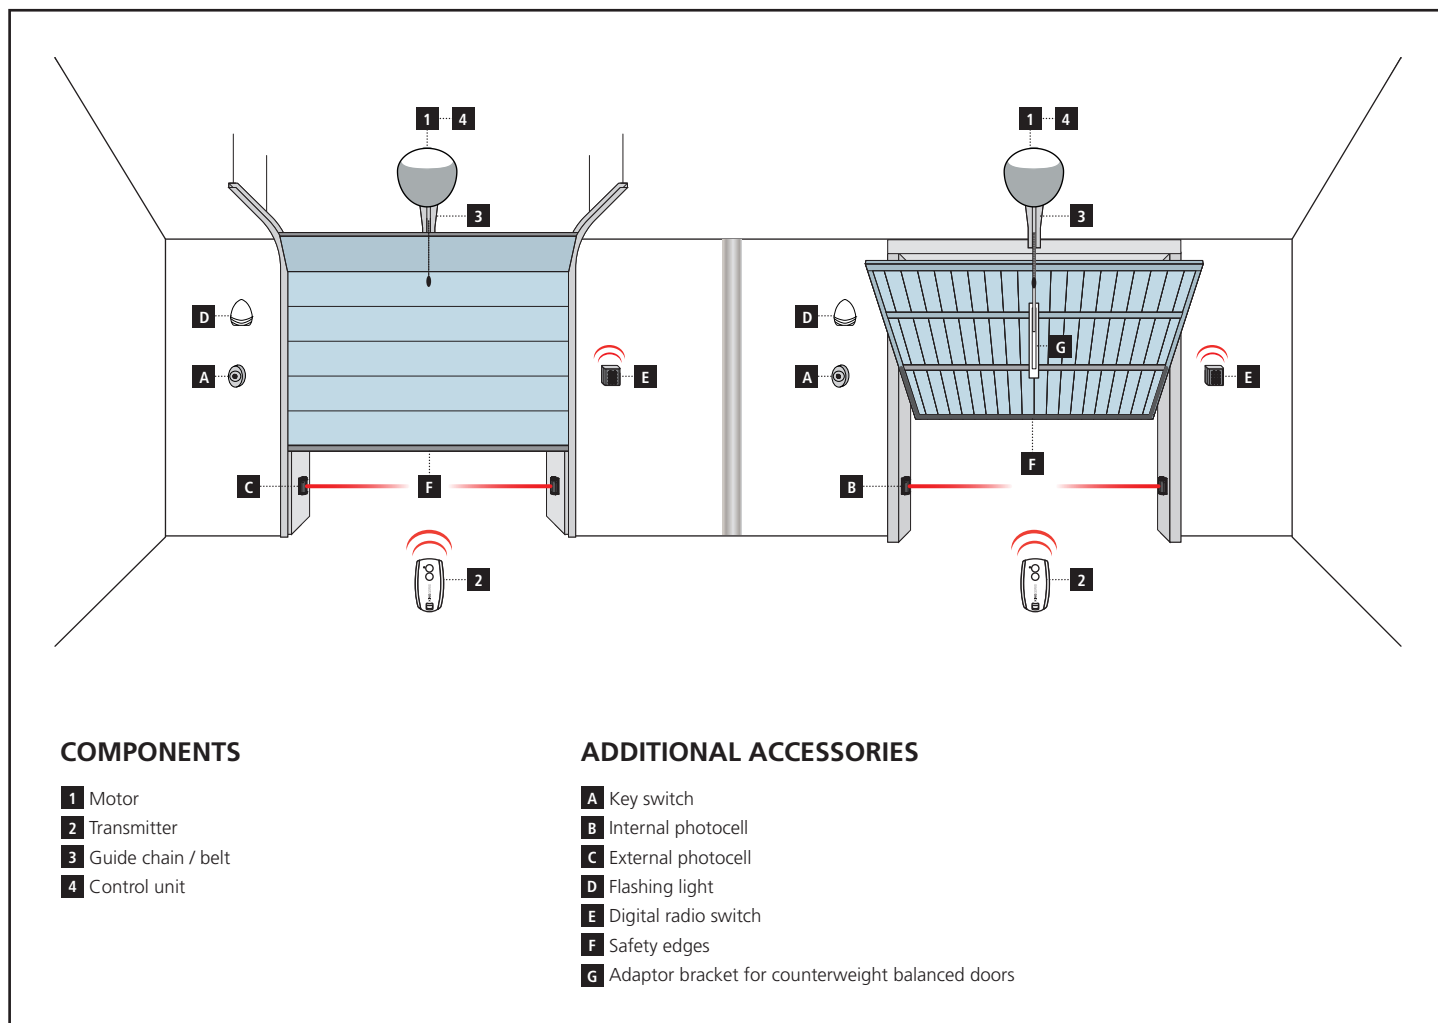 1 4
1 4
3
3
D
D
G
A
E
A
E
F
C
F
B
2
2
COMPONENTS
1 Motor
2 Transmitter
3 Guide chain / belt
4 Control unit
ADDITIONAL ACCESSORIES
A Key switch
B Internal photocell
C External photocell
D Flashing light
E Digital radio switch
F Safety edges
G Adaptor bracket for counterweight balanced doors